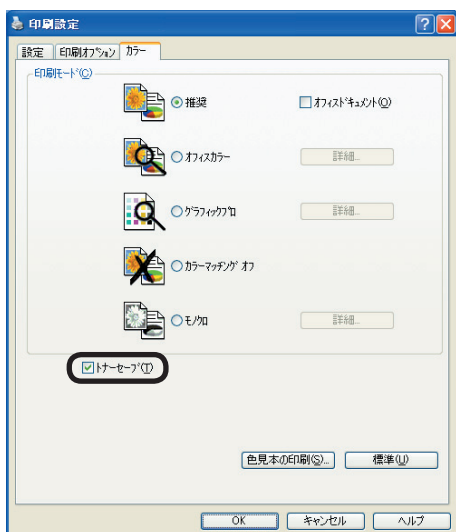 印刷設定
設定 印刷オプション カラー
印刷モード(C)
推奨 オフィスドキュメント(O)
オフィスカラー 詳細...
グラフィックプロ 詳細...
カラーマッチング オフ
モノクロ 詳細...
トナーセーブ(T)
色見本の印刷(S)... 標準(U)
OK キャンセル ヘルプ